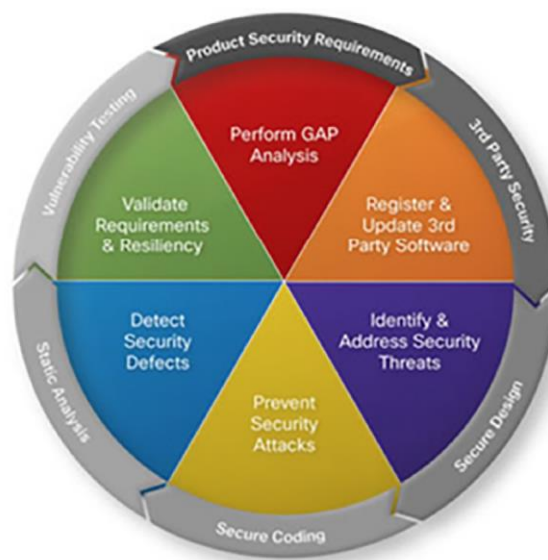 Product Security Requirements
3rd Party Security
Secure Design
Secure Coding
Static Analysis
Vulnerability Testing
Perform GAP
Analysis
Register &
Update 3rd
Party Software
Identify &
Address Security
Threats
Prevent
Security
Attacks
Detect
Security
Defects
Validate
Requirements
& Resiliency